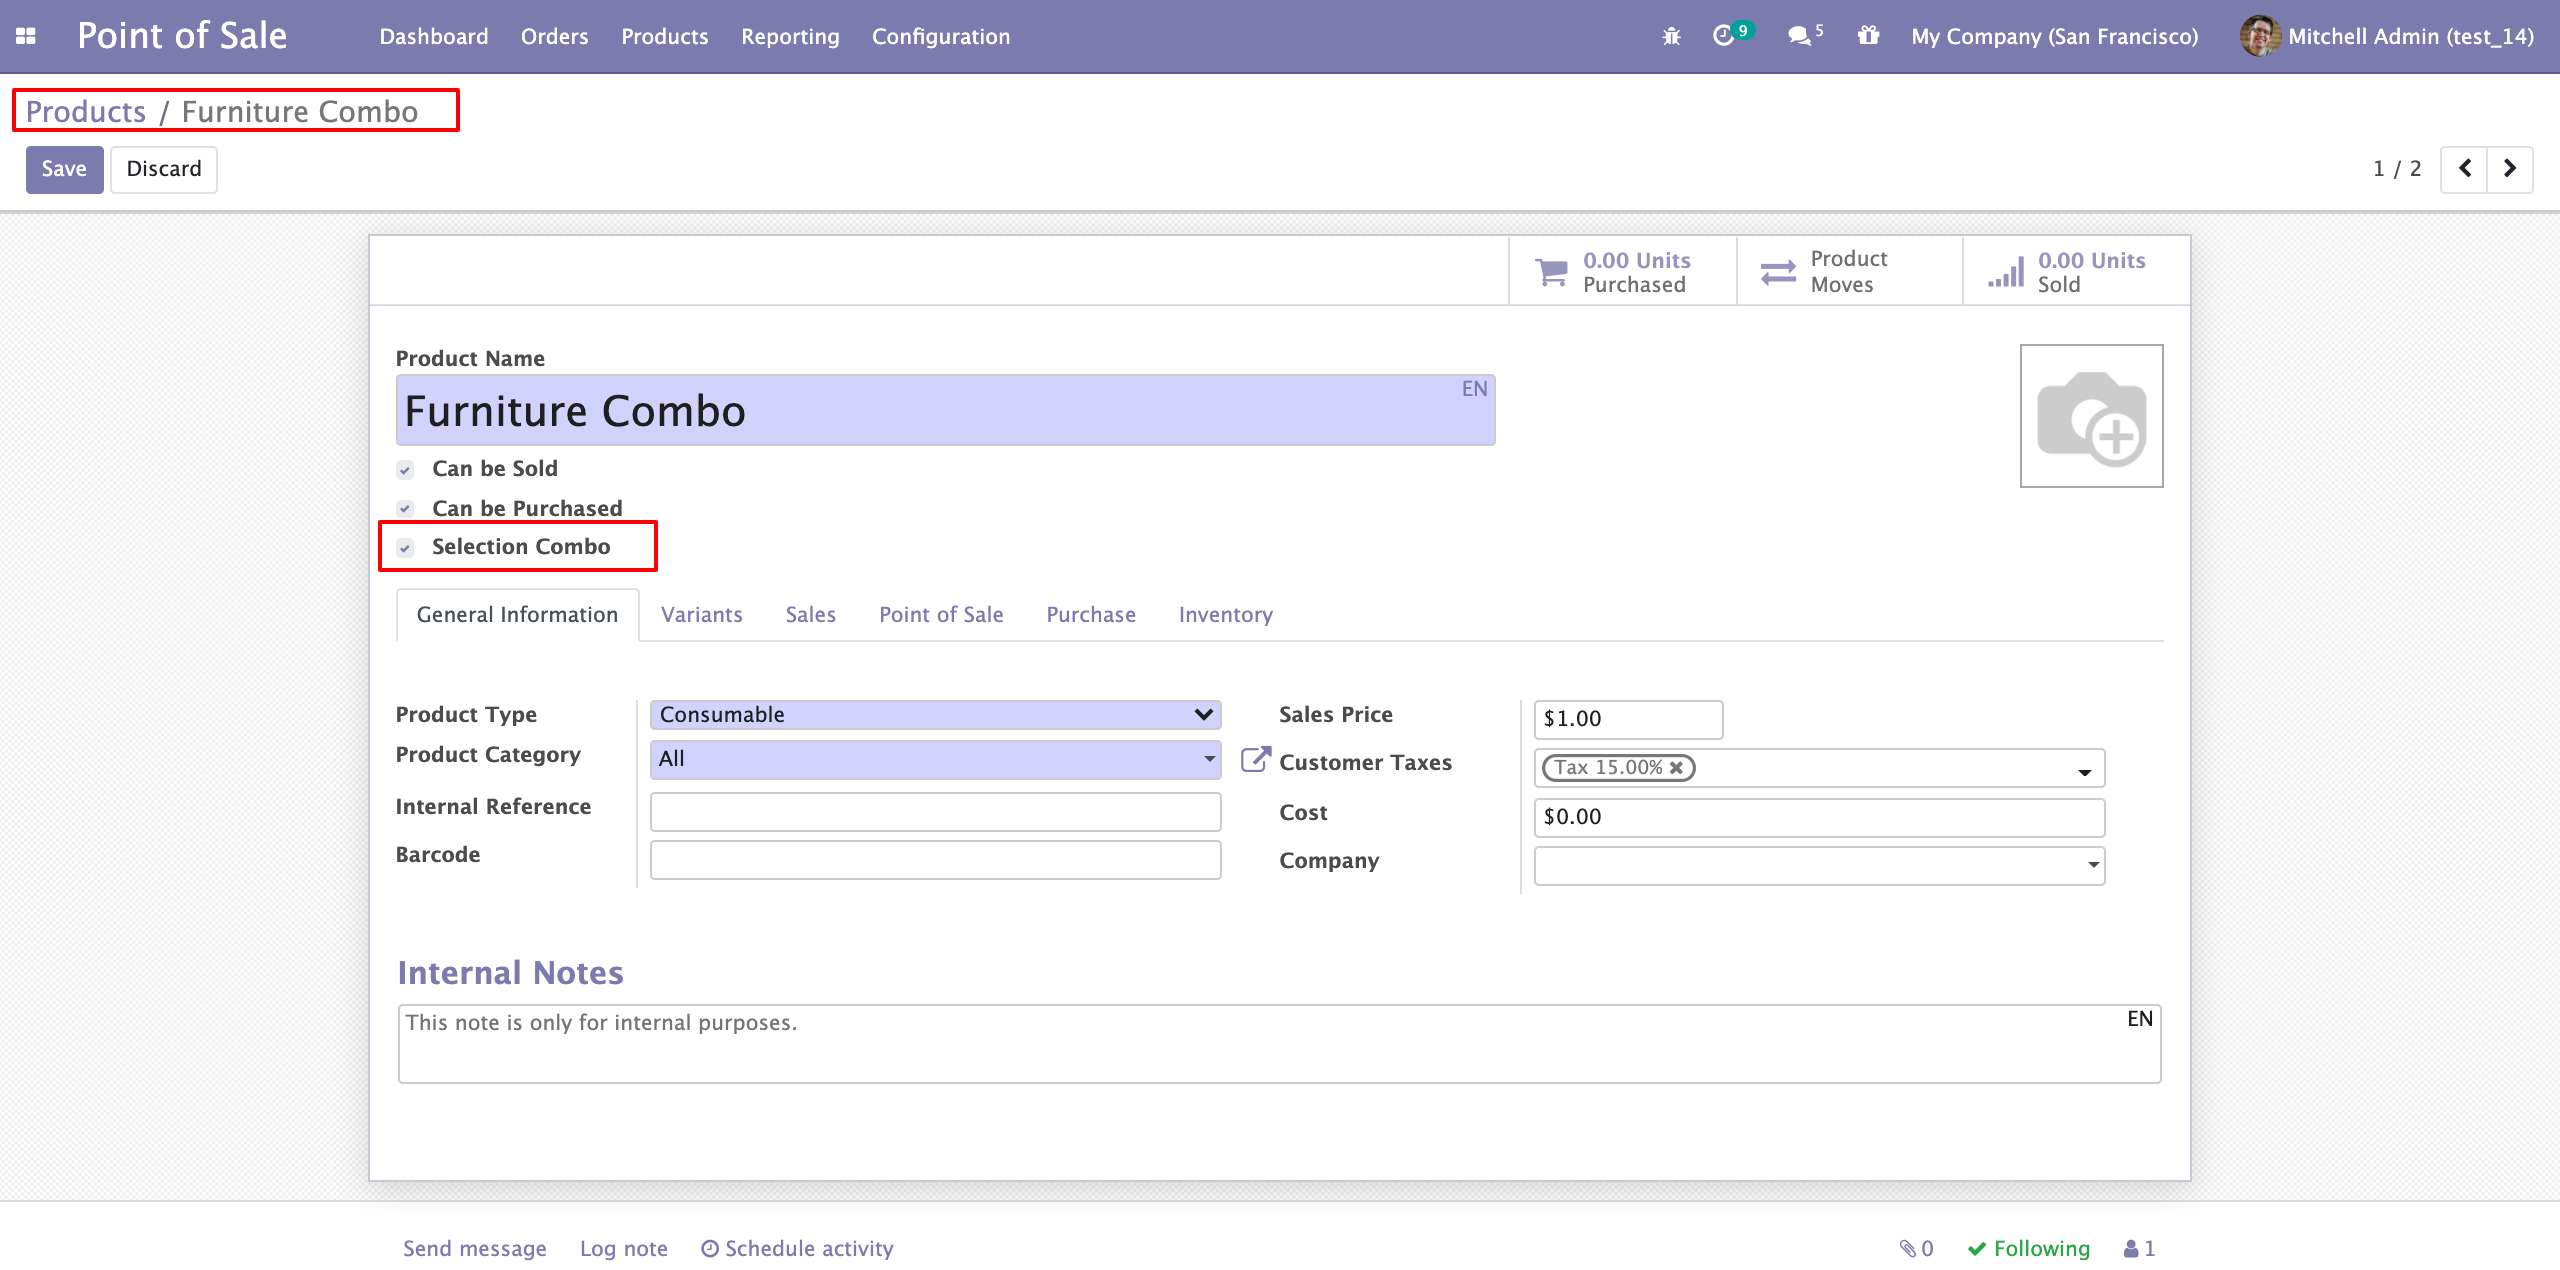 Point of Sale Dashboard Orders Products Reporting Configuration 9 5 My Company (San Francisco) Mitchell Admin (test_14)
Products / Furniture Combo
Save Discard 1 / 2
0.00 Units Purchased
Product Moves
0.00 Units Sold
Product Name
Furniture Combo EN
Can be Sold
Can be Purchased
Selection Combo
General Information Variants Sales Point of Sale Purchase Inventory
Product Type Consumable
Product Category All
Internal Reference
Barcode
Sales Price $1.00
Customer Taxes Tax 15.00%
Cost $0.00
Company
Internal Notes
This note is only for internal purposes. EN
Send message Log note Schedule activity 0 Following 1